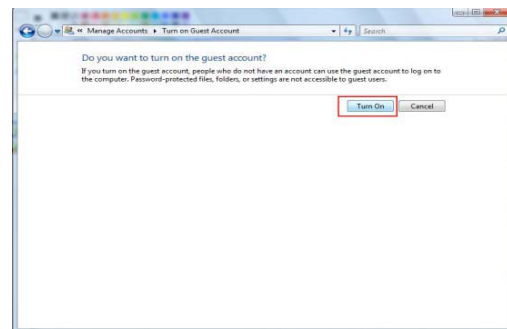 « Manage Accounts ▸ Turn on Guest Account
Search
Do you want to turn on the guest account?
If you turn on the guest account, people who do not have an account can use the guest account to log on to
the computer. Password-protected files, folders, or settings are not accessible to guest users.
Turn On Cancel